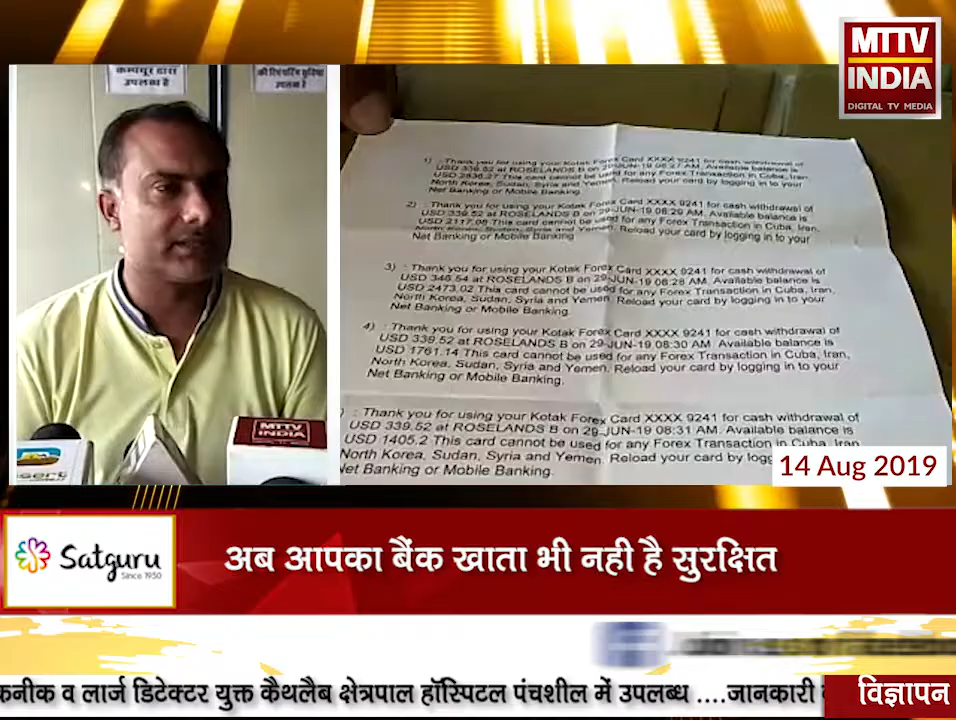 MTTV
INDIA
DIGITAL TV MEDIA
कम्प्यूटर द्वारा
उपलब्ध है
की रिपेयरिंग सुविधा
उपलब्ध है
1) : Thank you for using your Kotak Forex Card XXXX 9241 for cash withdrawal of
USD 339.52 at ROSELANDS B on 29-JUN-19 08:27 AM. Available balance is
USD 2836.27 This card cannot be used for any Forex Transaction in Cuba, Iran,
North Korea, Sudan, Syria and Yemen. Reload your card by logging in to your
Net Banking or Mobile Banking.
2) : Thank you for using your Kotak Forex Card XXXX 9241 for cash withdrawal of
USD 339.52 at ROSELANDS B on 29-JUN-19 08:29 AM. Available balance is
USD 2117.08 This card cannot be used for any Forex Transaction in Cuba, Iran,
North Korea, Sudan, Syria and Yemen. Reload your card by logging in to your
Net Banking or Mobile Banking
3) : Thank you for using your Kotak Forex Card XXXX 9241 for cash withdrawal of
USD 346.54 at ROSELANDS B on 29-JUN-19 08:28 AM. Available balance is
USD 2473.02 This card cannot be used for any Forex Transaction in Cuba, Iran,
North Korea, Sudan, Syria and Yemen. Reload your card by logging in to your
Net Banking or Mobile Banking.
4) : Thank you for using your Kotak Forex Card XXXX 9241 for cash withdrawal of
USD 339.52 at ROSELANDS B on 29-JUN-19 08:30 AM. Available balance is
USD 1761.14 This card cannot be used for any Forex Transaction in Cuba, Iran,
North Korea, Sudan, Syria and Yemen. Reload your card by logging in to your
Net Banking or Mobile Banking.
) : Thank you for using your Kotak Forex Card XXXX 9241 for cash withdrawal of
USD 339.52 at ROSELANDS B on 29-JUN-19 08:31 AM. Available balance is
USD 1405.2 This card cannot be used for any Forex Transaction in Cuba, Iran
North Korea, Sudan, Syria and Yemen. Reload your card by logg
Net Banking or Mobile Banking.
14 Aug 2019
MTTV
INDIA
Satguru
Since 1950
अब आपका बैंक खाता भी नही है सुरक्षित
कनीक व लार्ज डिटेक्टर युक्त कैथलैब क्षेत्रपाल हॉस्पिटल पंचशील में उपलब्ध ....जानकारी
विज्ञापन